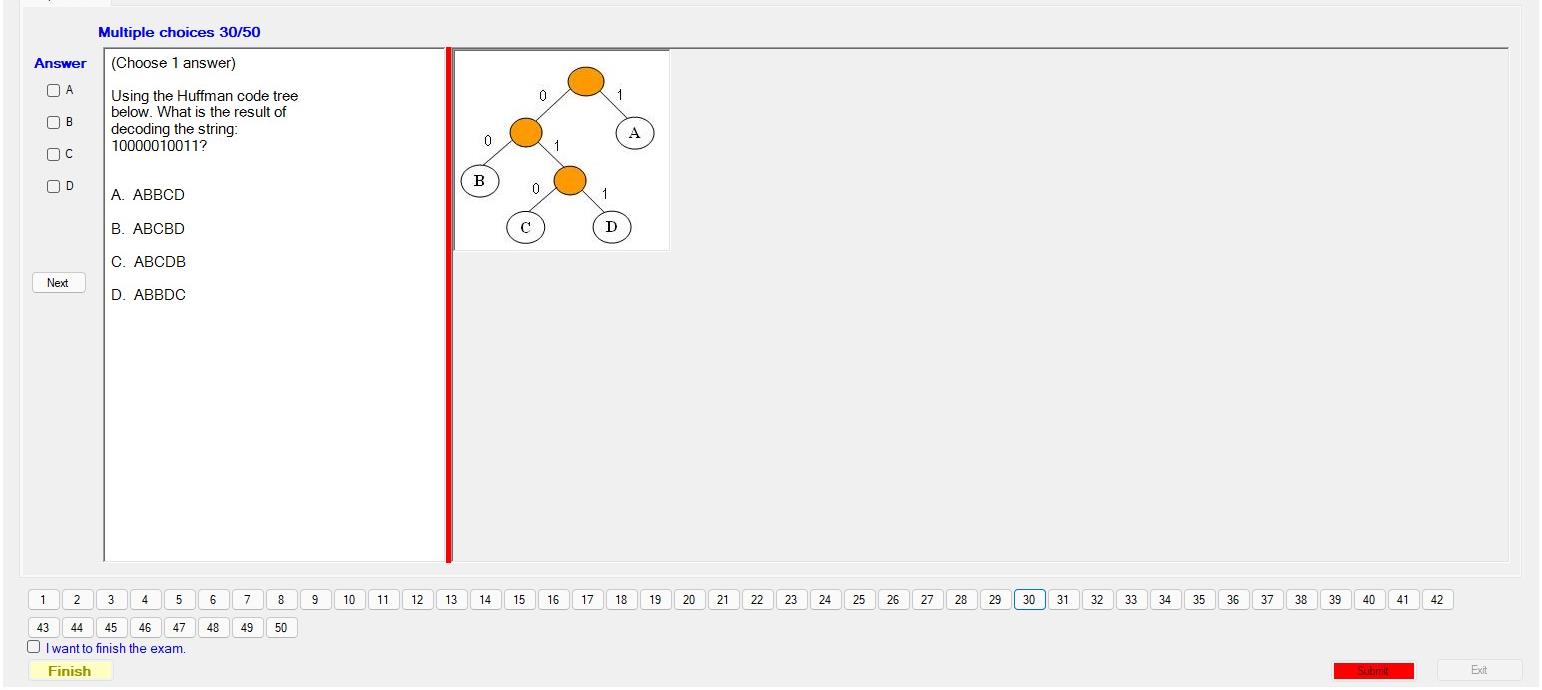 Multiple choices 30/50
Answer
A
B
C
D
Next
(Choose 1 answer)
Using the Huffman code tree
below. What is the result of
decoding the string:
10000010011?
A. ABBCD
B. ABCBD
C. ABCDB
D. ABBDC
0
1
0
1
A
B
0
1
C
D
1 2 3 4 5 6 7 8 9 10 11 12 13 14 15 16 17 18 19 20 21 22 23 24 25 26 27 28 29 30 31 32 33 34 35 36 37 38 39 40 41 42
43 44 45 46 47 48 49 50
I want to finish the exam.
Finish
Submit
Exit